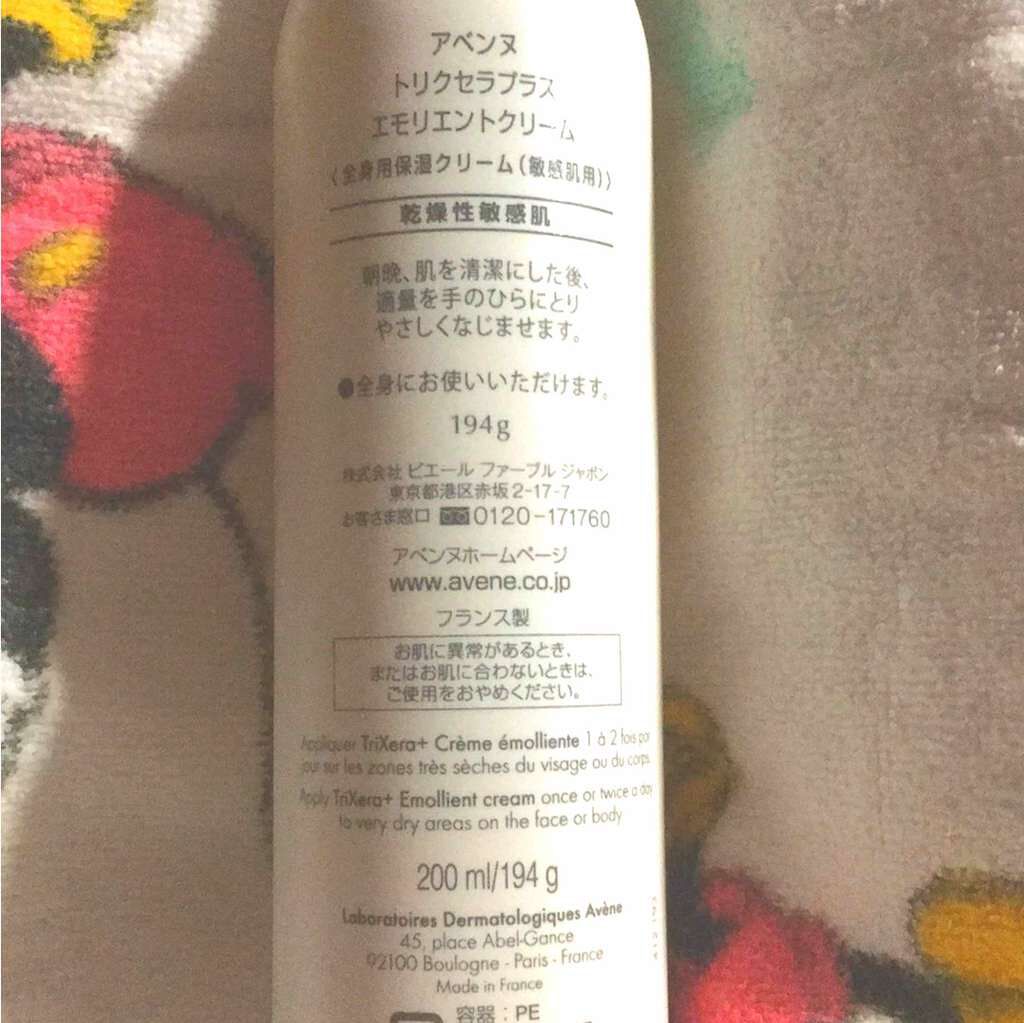 アベンヌ
トリクセラプラス
エモリエントクリーム
〈全身用保湿クリーム(敏感肌用)〉
乾燥性敏感肌
朝晩、肌を清潔にした後、
適量を手のひらにとり
やさしくなじませます。
●全身にお使いいただけます。
194g
株式会社 ピエール ファーブル ジャポン
東京都港区赤坂2-17-7
お客さま窓口 0120-171760
アベンヌホームページ
www.avene.co.jp
フランス製
お肌に異常があるとき、
またはお肌に合わないときは、
ご使用をおやめください。
Appliquer TriXera+ Crème émolliente 1 à 2 fois par
jour sur les zones très sèches du visage ou du corps.
Apply TriXera+ Emollient cream once or twice a day
to very dry areas on the face or body
200 ml/194 g
Laboratoires Dermatologiques Avène
45, place Abel-Gance
92100 Boulogne - Paris - France
Made in France
容器：PE